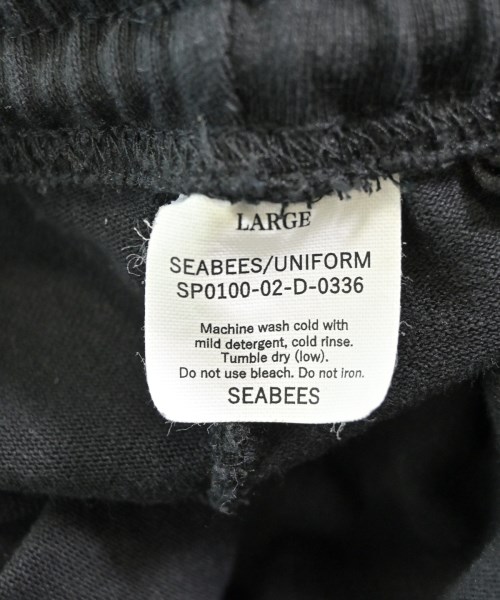 LARGE
SEABEES/UNIFORM
SP0100-02-D-0336
Machine wash cold with
mild detergent, cold rinse.
Tumble dry (low).
Do not use bleach. Do not iron.
SEABEES